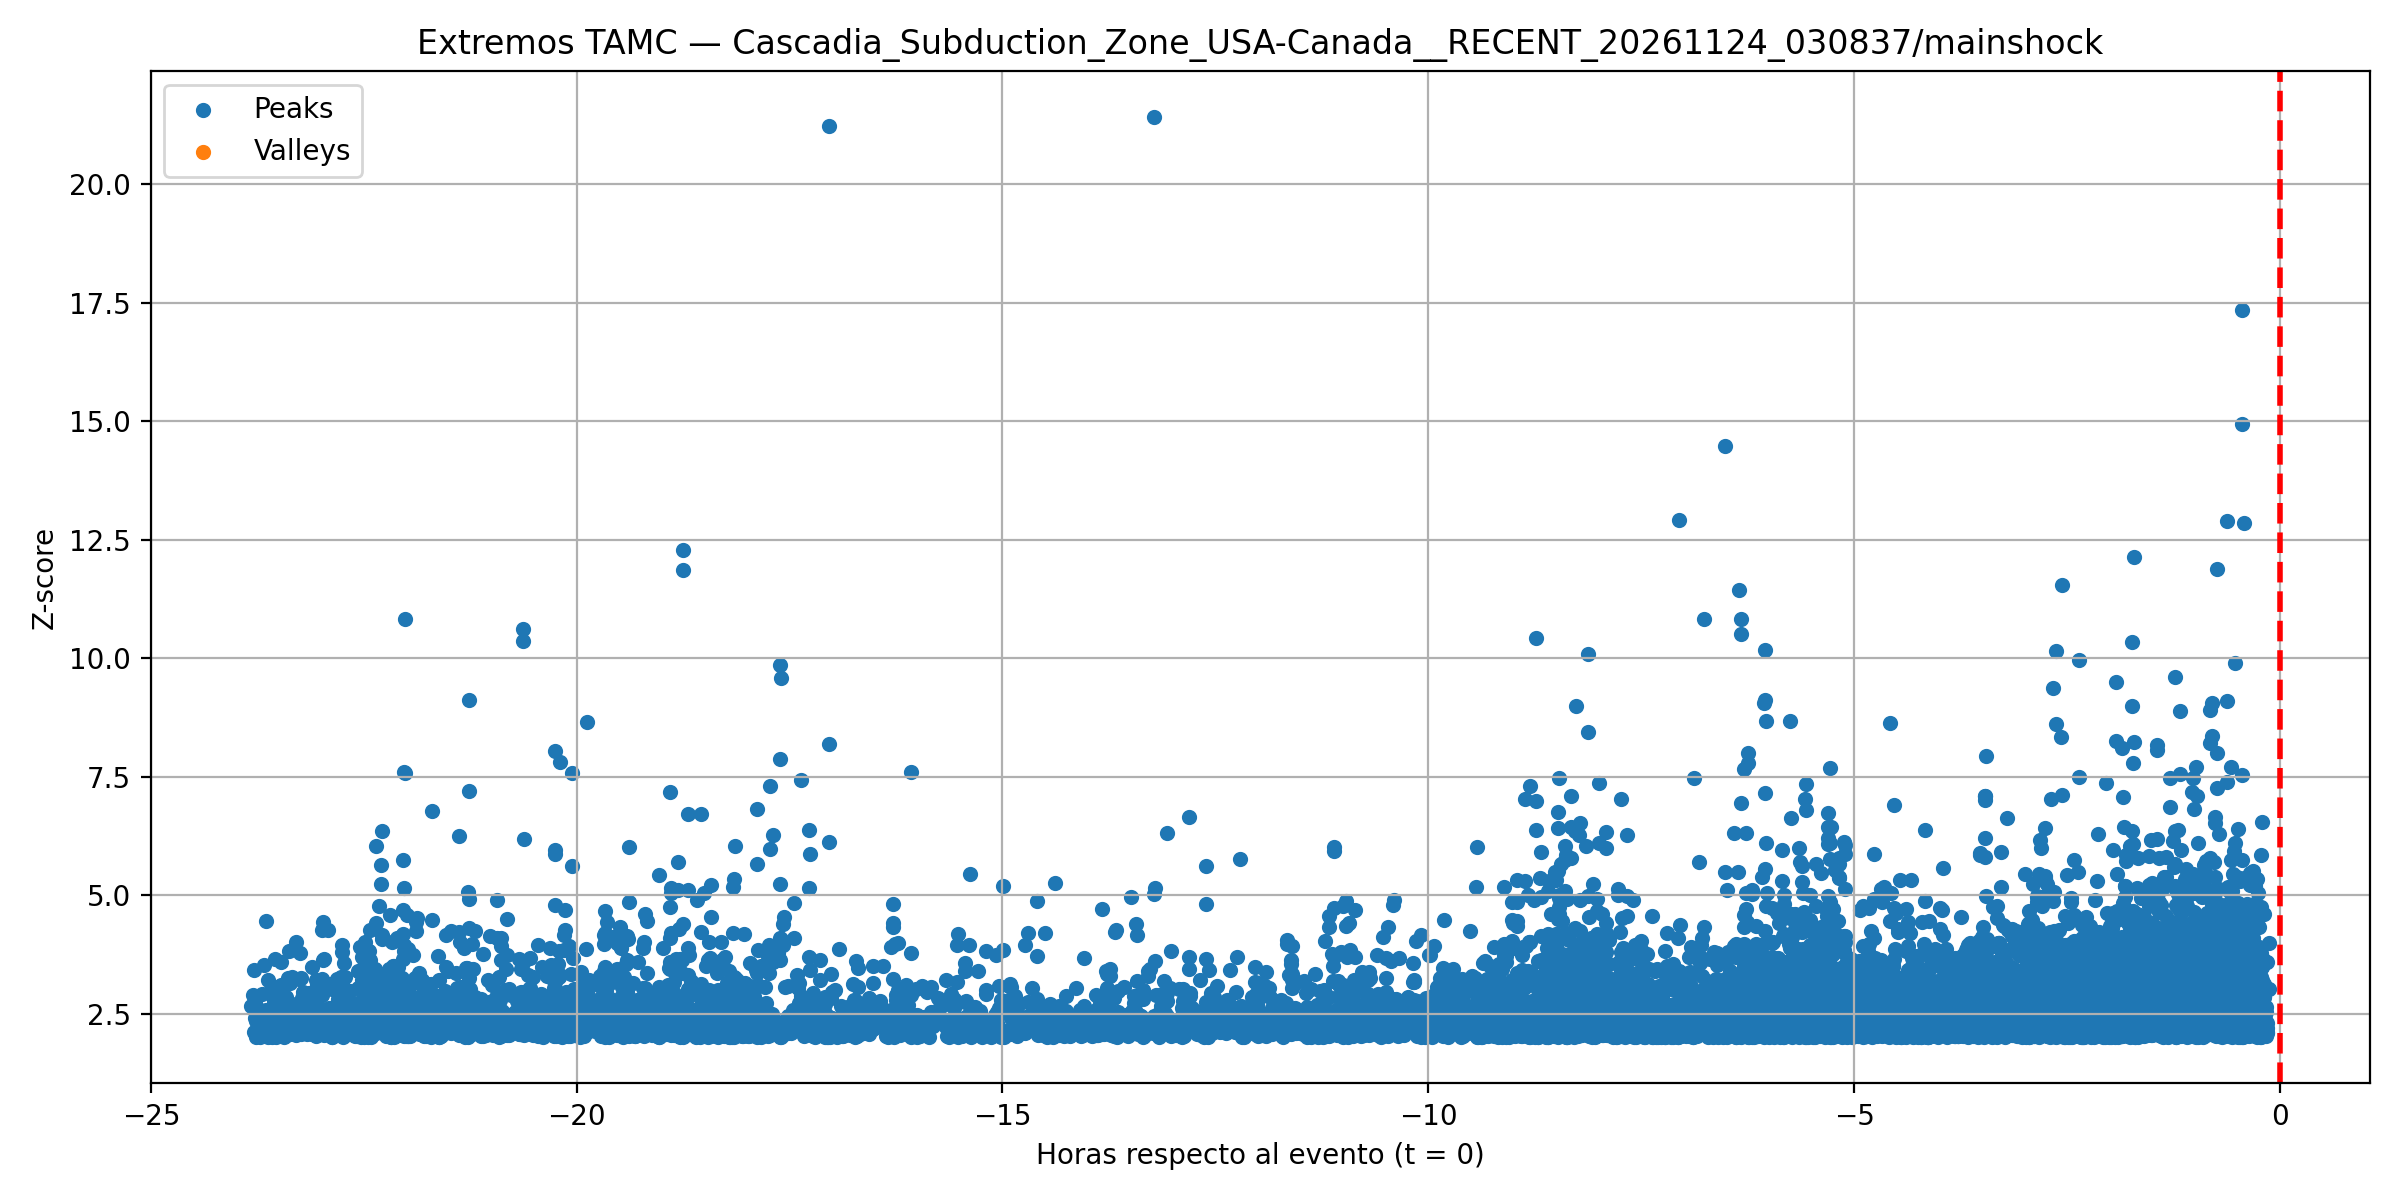 Extremos TAMC — Cascadia_Subduction_Zone_USA-Canada__RECENT_20261124_030837/mainshock
Peaks
Valleys
20.0
17.5
15.0
12.5
10.0
7.5
5.0
2.5
Z-score
−25
−20
−15
−10
−5
0
Horas respecto al evento (t = 0)